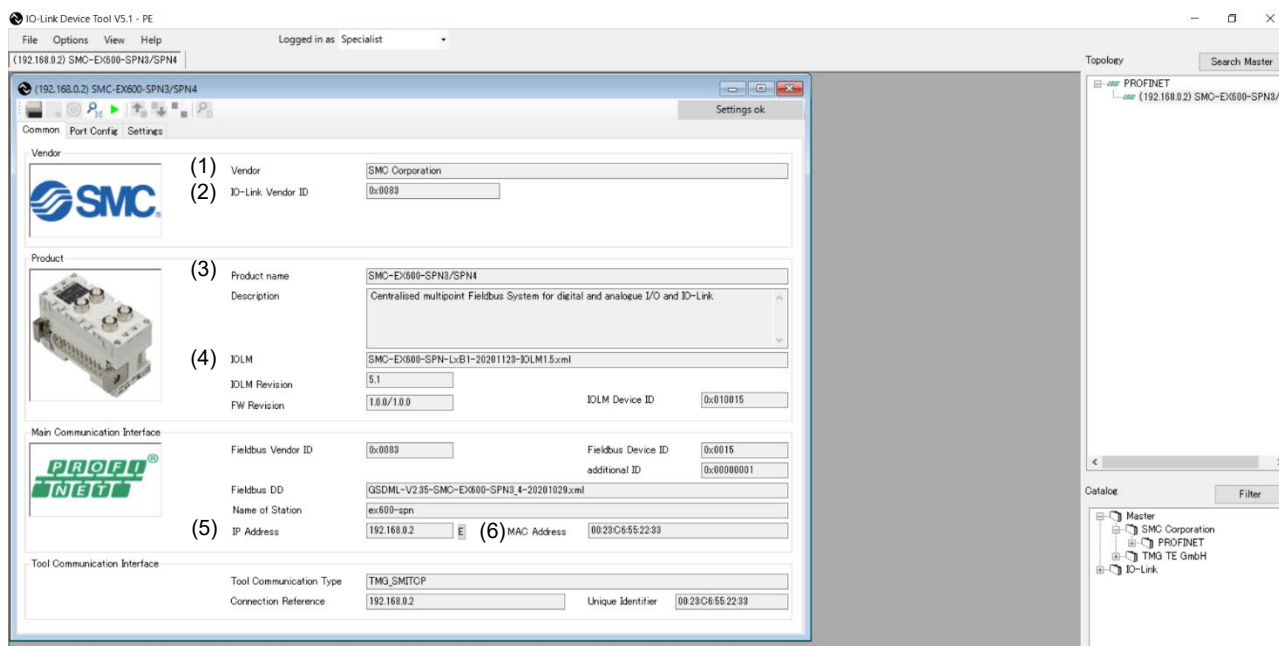 IO-Link Device Tool V5.1 - PE
File Options View Help Logged in as Specialist
(192.168.0.2) SMC-EX600-SPN3/SPN4
Topology Search Master
PROFINET
(192.168.0.2) SMC-EX600-SPN3/
(192.168.0.2) SMC-EX600-SPN3/SPN4
Settings ok
Common Port Config Settings
Vendor
SMC.
(1) Vendor SMC Corporation
(2) IO-Link Vendor ID 0x0083
Product
(3) Product name SMC-EX600-SPN3/SPN4
Description Centralised multipoint Fieldbus System for digital and analogue I/O and IO-Link
(4) IOLM SMC-EX600-SPN-LxB1-20201123-IOLM1.5.xml
IOLM Revision 5.1
FW Revision 1.0.0/1.0.0 IOLM Device ID 0x010015
Main Communication Interface
PROFI NET ®
Fieldbus Vendor ID 0x0083 Fieldbus Device ID 0x0015
additional ID 0x00000001
Fieldbus DD GSDML-V2.35-SMC-EX600-SPN3_4-20201029.xml
Name of Station ex600-spn
(5) IP Address 192.168.0.2 E (6) MAC Address 00:23:C6:55:22:33
Tool Communication Interface
Tool Communication Type TMG_SMITCP
Connection Reference 192.168.0.2 Unique Identifier 00:23:C6:55:22:33
Catalog Filter
Master
SMC Corporation
PROFINET
TMG TE GmbH
IO-Link